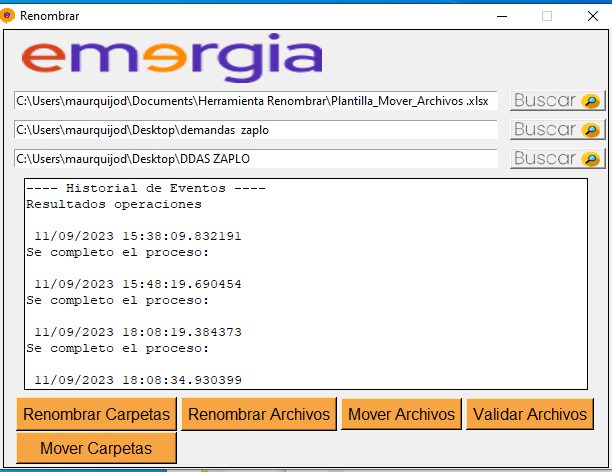 Renombrar
emergia
C:\Users\maurquijod\Documents\Herramienta Renombrar\Plantilla_Mover_Archivos .xlsx
Buscar
C:\Users\maurquijod\Desktop\demandas  zaplo
Buscar
C:\Users\maurquijod\Desktop\DDAS ZAPLO
Buscar
---- Historial de Eventos ----
Resultados operaciones
11/09/2023 15:38:09.832191
Se completo el proceso:
11/09/2023 15:48:19.690454
Se completo el proceso:
11/09/2023 18:08:19.384373
Se completo el proceso:
11/09/2023 18:08:34.930399
Renombrar Carpetas
Renombrar Archivos
Mover Archivos
Validar Archivos
Mover Carpetas